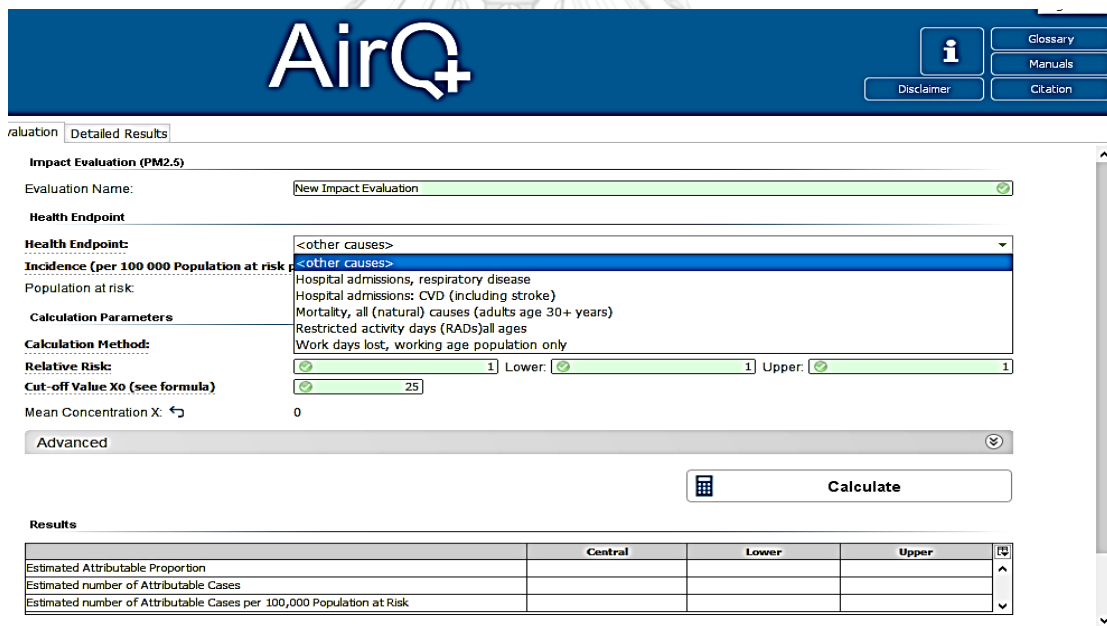 AirQ+
Glossary
Manuals
Disclaimer
Citation
valuation Detailed Results
Impact Evaluation (PM2.5)
Evaluation Name: New Impact Evaluation
Health Endpoint
Health Endpoint: <other causes>
<other causes>
Incidence (per 100 000 Population at risk p
Hospital admissions, respiratory disease
Population at risk:
Hospital admissions: CVD (including stroke)
Mortality, all (natural) causes (adults age 30+ years)
Calculation Parameters
Restricted activity days (RADs)all ages
Calculation Method: Work days lost, working age population only
Relative Risk: 1 Lower: 1 Upper: 1
Cut-off Value Xo (see formula) 25
Mean Concentration X: 0
Advanced
Calculate
Results
Central Lower Upper
Estimated Attributable Proportion
Estimated number of Attributable Cases
Estimated number of Attributable Cases per 100,000 Population at Risk